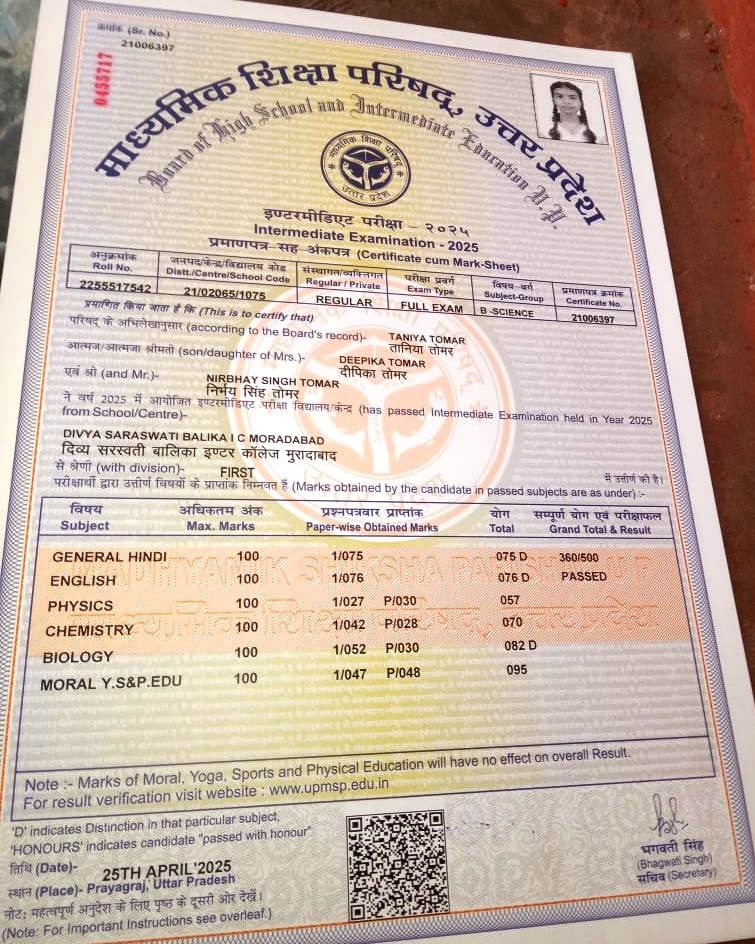 क्रमांक (Sr. No.)
21006397
0455717
माध्यमिक शिक्षा परिषद्, उत्तर प्रदेश
Board of High School and Intermediate Education U.P.
माध्यमिक शिक्षा परिषद्
उत्तर प्रदेश
इण्टरमीडिएट परीक्षा – २०२५
Intermediate Examination - 2025
प्रमाणपत्र सह अंकपत्र (Certificate cum Mark-Sheet)
अनुक्रमांक जनपद/केन्द्र/विद्यालय कोड संस्थागत/व्यक्तिगत परीक्षा प्रवर्ग विषय-वर्ग प्रमाणपत्र क्रमांक
Roll No. Distt./Centre/School Code Regular / Private Exam Type Subject-Group Certificate No.
2255517542 21/02065/1075 REGULAR FULL EXAM B -SCIENCE 21006397
प्रमाणित किया जाता है कि (This is to certify that)
परिषद् के अभिलेखानुसार (according to the Board's record)- TANIYA TOMAR
तानिया तोमर
आत्मज/आत्मजा श्रीमती (son/daughter of Mrs.)- DEEPIKA TOMAR
दीपिका तोमर
एवं श्री (and Mr.)- NIRBHAY SINGH TOMAR
निर्भय सिंह तोमर
ने वर्ष 2025 में आयोजित इण्टरमीडिएट परीक्षा विद्यालय/केन्द्र (has passed Intermediate Examination held in Year 2025
from School/Centre)-
DIVYA SARASWATI BALIKA I C MORADABAD
दिव्य सरस्वती बालिका इण्टर कॉलेज मुरादाबाद
से श्रेणी (with division)- FIRST में उत्तीर्ण की है।
परीक्षार्थी द्वारा उत्तीर्ण विषयों के प्राप्तांक निम्नवत हैं (Marks obtained by the candidate in passed subjects are as under) :-
विषय अधिकतम अंक प्रश्नपत्रवार प्राप्तांक योग सम्पूर्ण योग एवं परीक्षाफल
Subject Max. Marks Paper-wise Obtained Marks Total Grand Total & Result
GENERAL HINDI 100 1/075 075 D 360/500
ENGLISH 100 1/076 076 D PASSED
PHYSICS 100 1/027 P/030 057
CHEMISTRY 100 1/042 P/028 070
BIOLOGY 100 1/052 P/030 082 D
MORAL Y.S&P.EDU 100 1/047 P/048 095
Note :- Marks of Moral, Yoga, Sports and Physical Education will have no effect on overall Result.
For result verification visit website : www.upmsp.edu.in
'D' indicates Distinction in that particular subject,
'HONOURS' indicates candidate "passed with honour"
तिथि (Date)- 25TH APRIL'2025
स्थान (Place)- Prayagraj, Uttar Pradesh
नोट: महत्वपूर्ण अनुदेश के लिए पृष्ठ के दूसरी ओर देखें।
(Note: For Important Instructions see overleaf.)
भगवती सिंह
(Bhagwati Singh)
सचिव (Secretary)